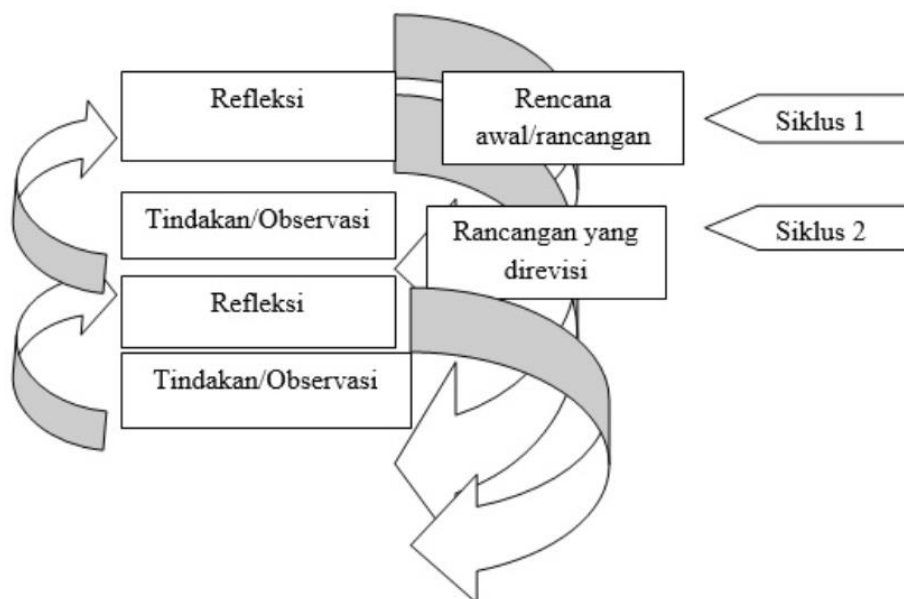 Refleksi
Rencana
awal/rancangan
Siklus 1
Tindakan/Observasi
Rancangan yang
direvisi
Siklus 2
Refleksi
Tindakan/Observasi